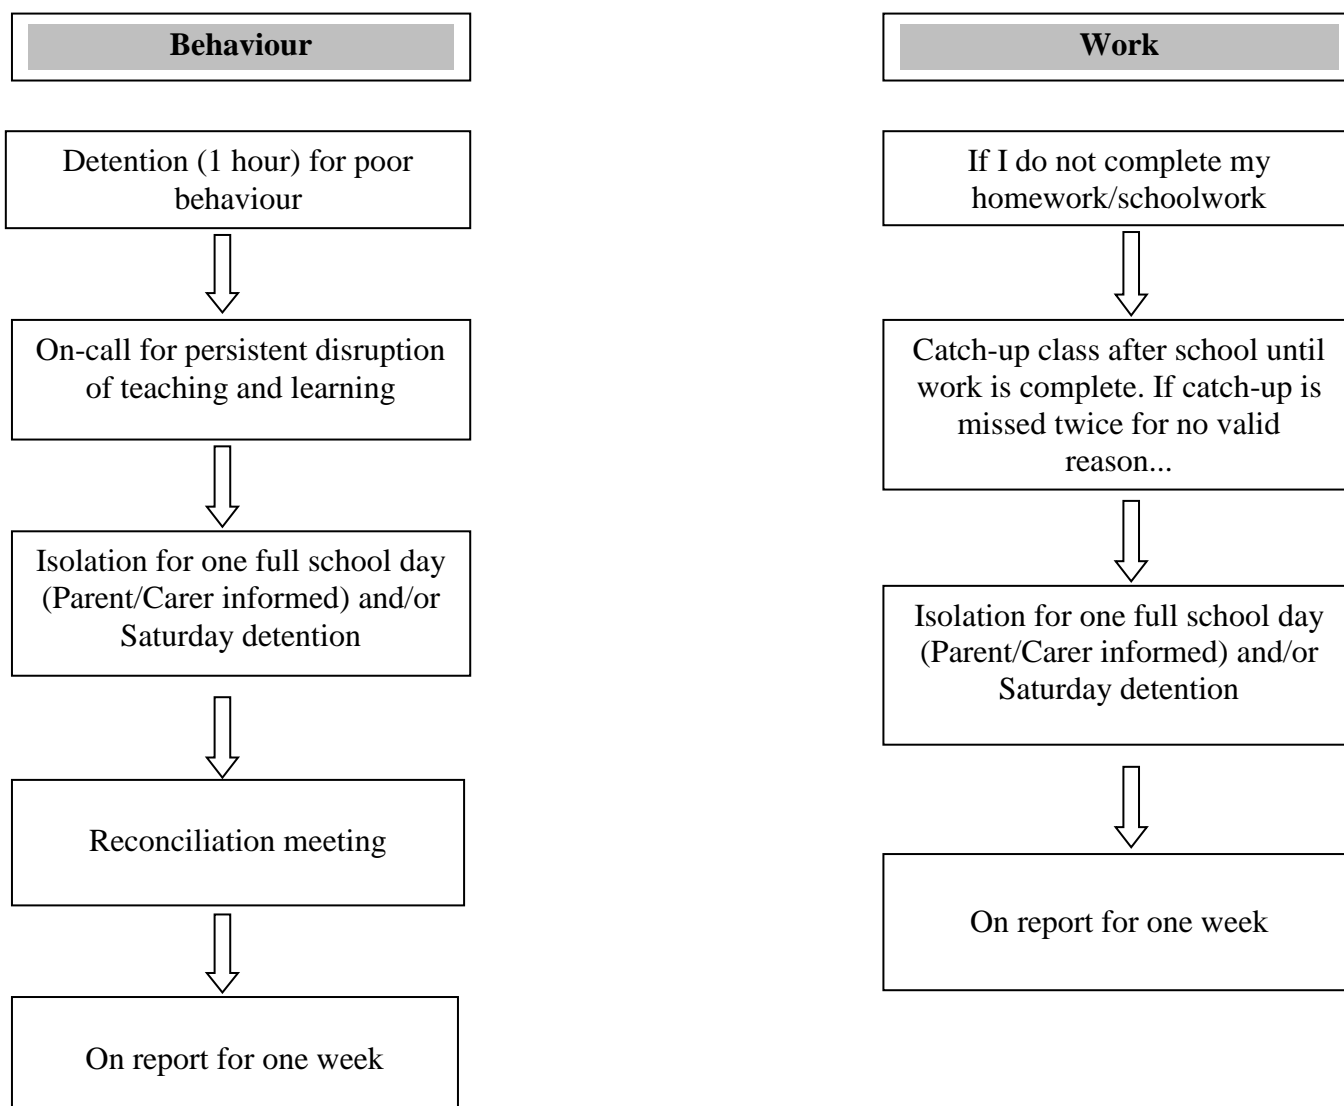 Behaviour
Detention (1 hour) for poor
behaviour
On-call for persistent disruption
of teaching and learning
Isolation for one full school day
(Parent/Carer informed) and/or
Saturday detention
Reconciliation meeting
On report for one week
Work
If I do not complete my
homework/schoolwork
Catch-up class after school until
work is complete. If catch-up is
missed twice for no valid
reason...
Isolation for one full school day
(Parent/Carer informed) and/or
Saturday detention
On report for one week